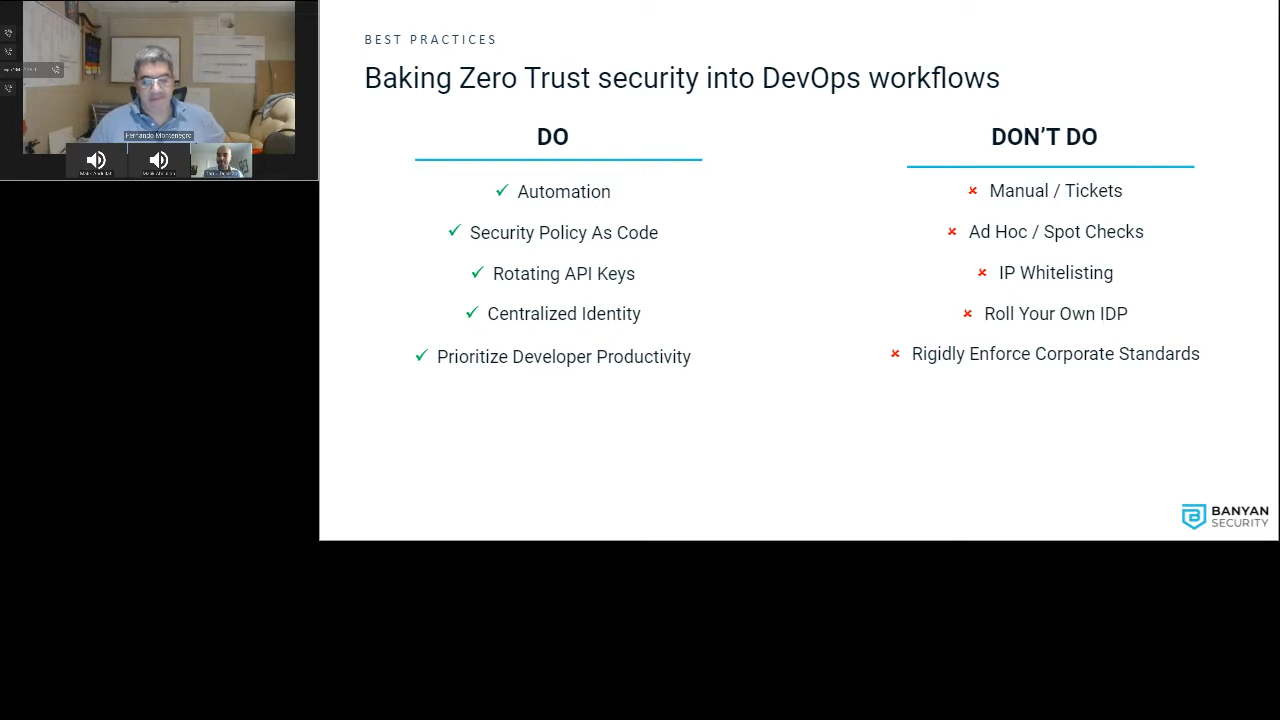 BEST PRACTICES
Baking Zero Trust security into DevOps workflows
DO
✓ Automation
✓ Security Policy As Code
✓ Rotating API Keys
✓ Centralized Identity
✓ Prioritize Developer Productivity
DON'T DO
× Manual / Tickets
× Ad Hoc / Spot Checks
× IP Whitelisting
× Roll Your Own IDP
× Rigidly Enforce Corporate Standards
BANYAN
SECURITY
Fernando Montenegro